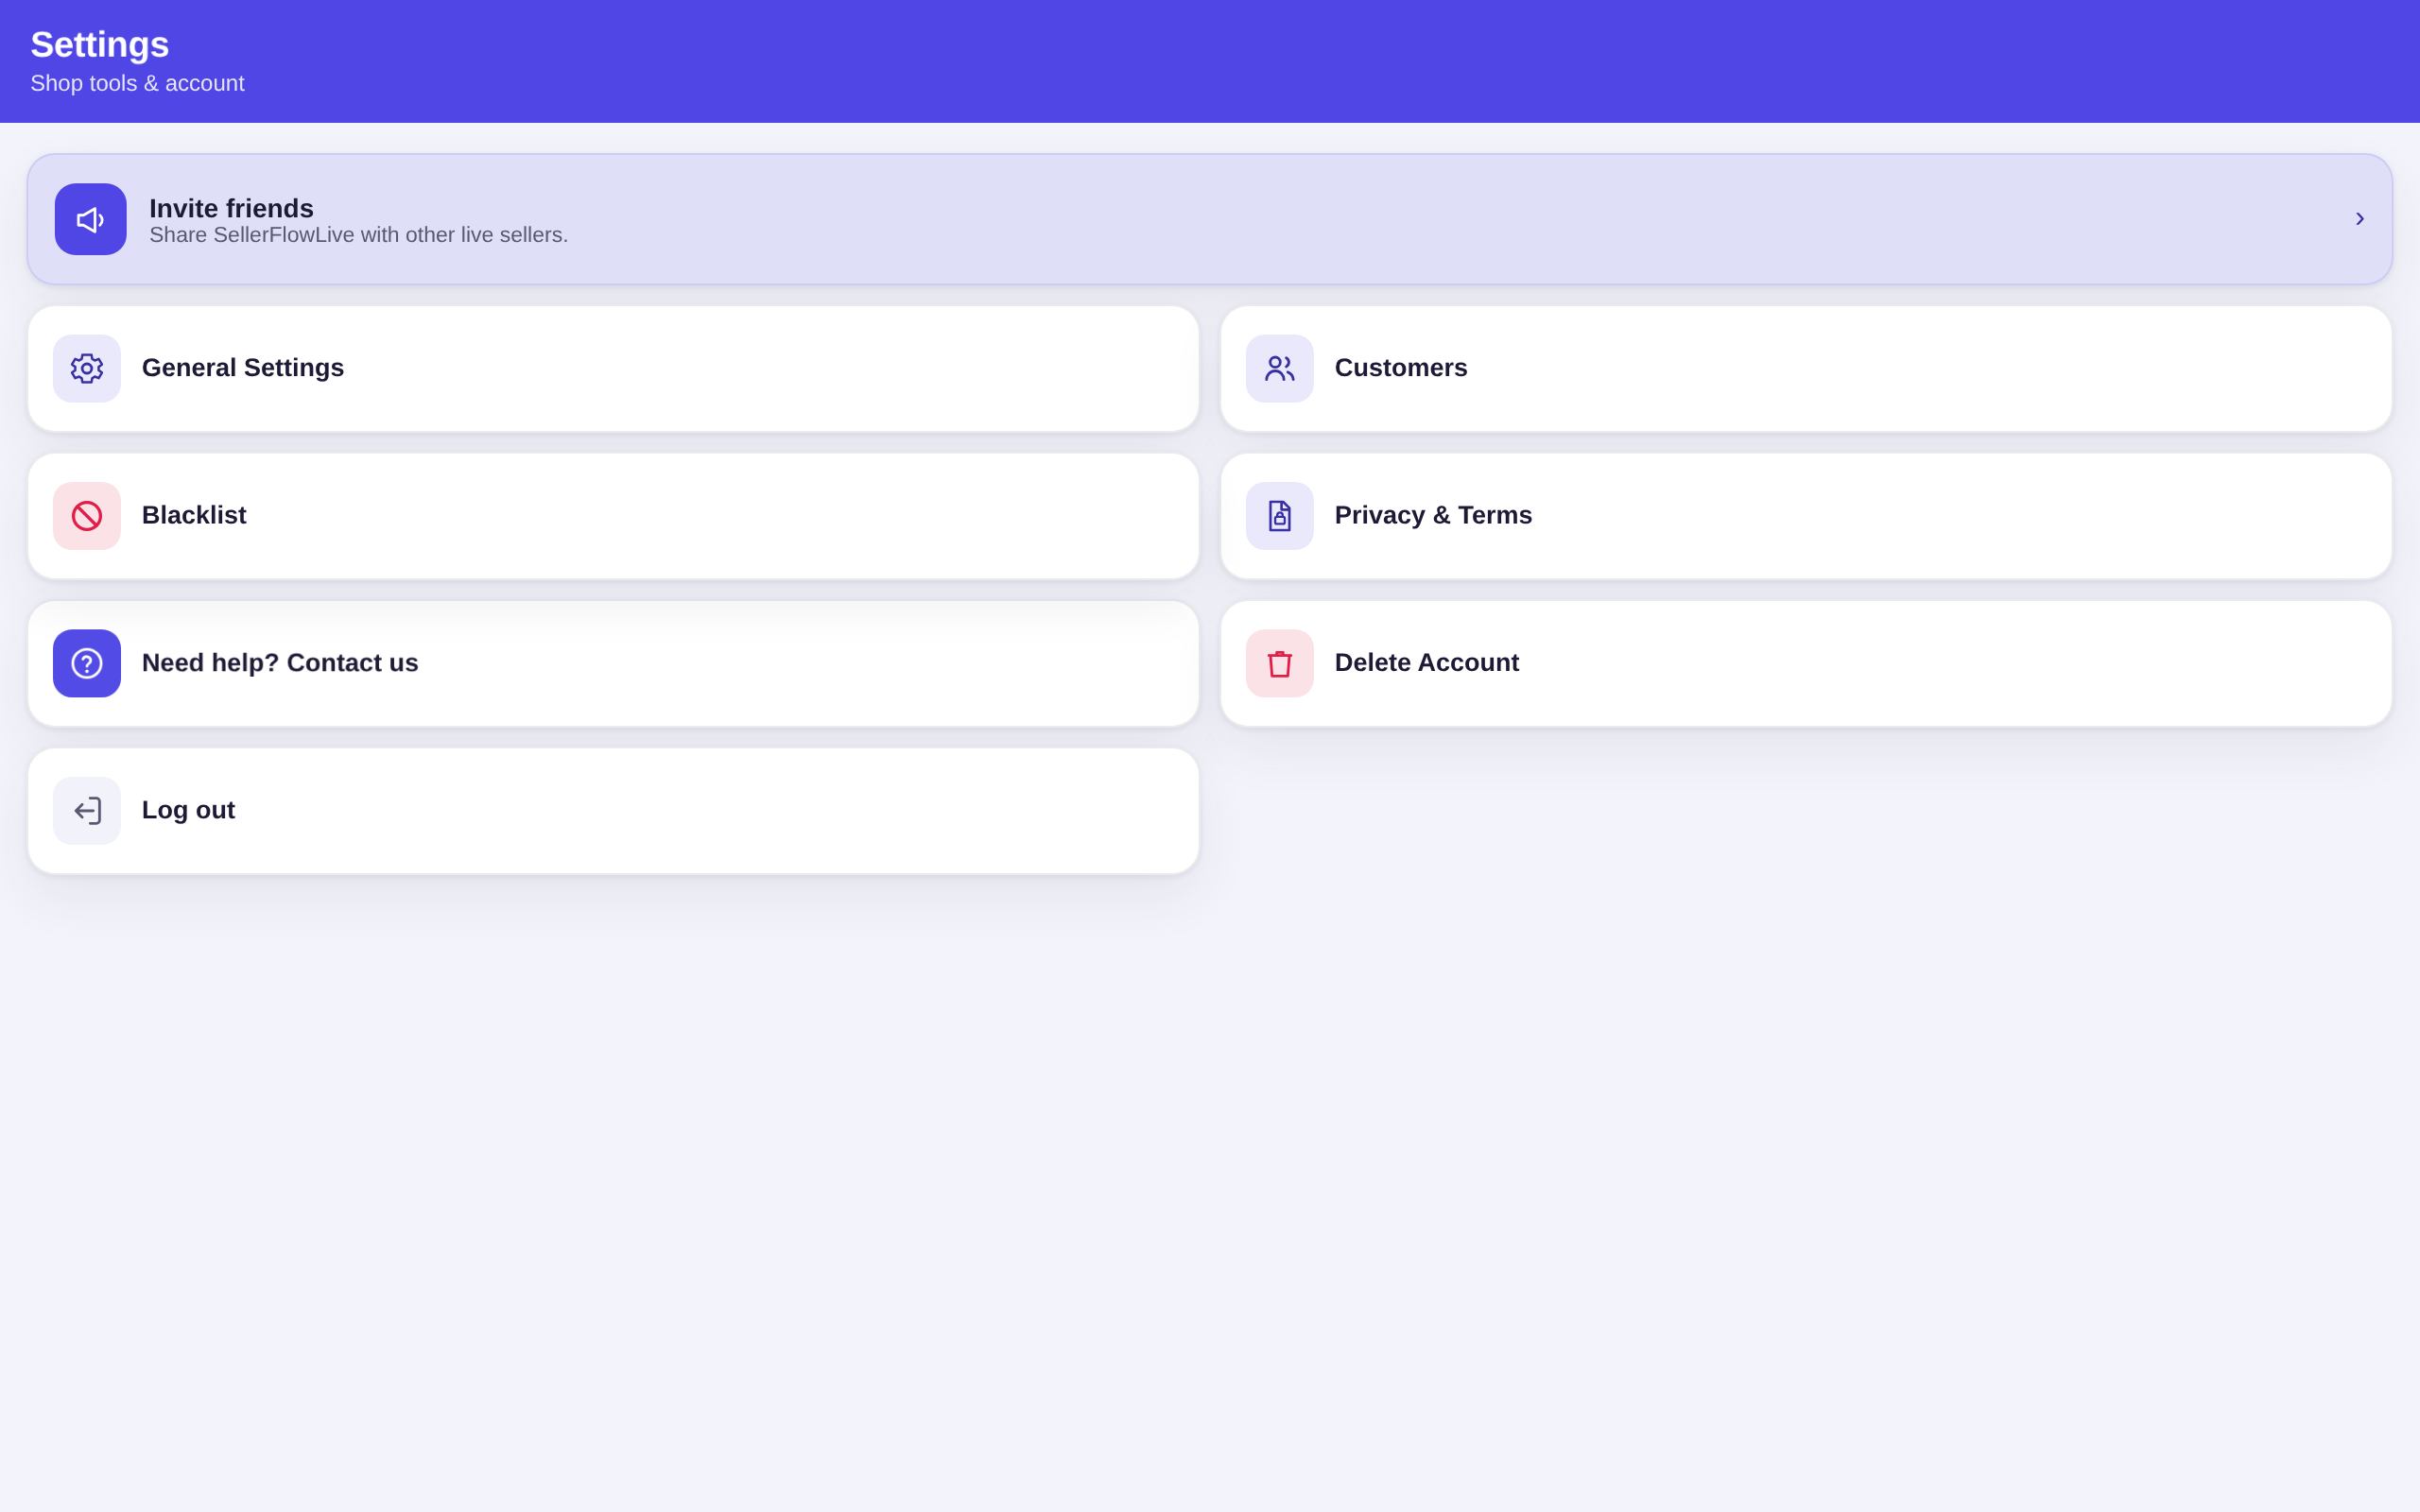 Settings
Shop tools & account
Invite friends
Share SellerFlowLive with other live sellers.
›
General Settings
Customers
Blacklist
Privacy & Terms
Need help? Contact us
Delete Account
Log out